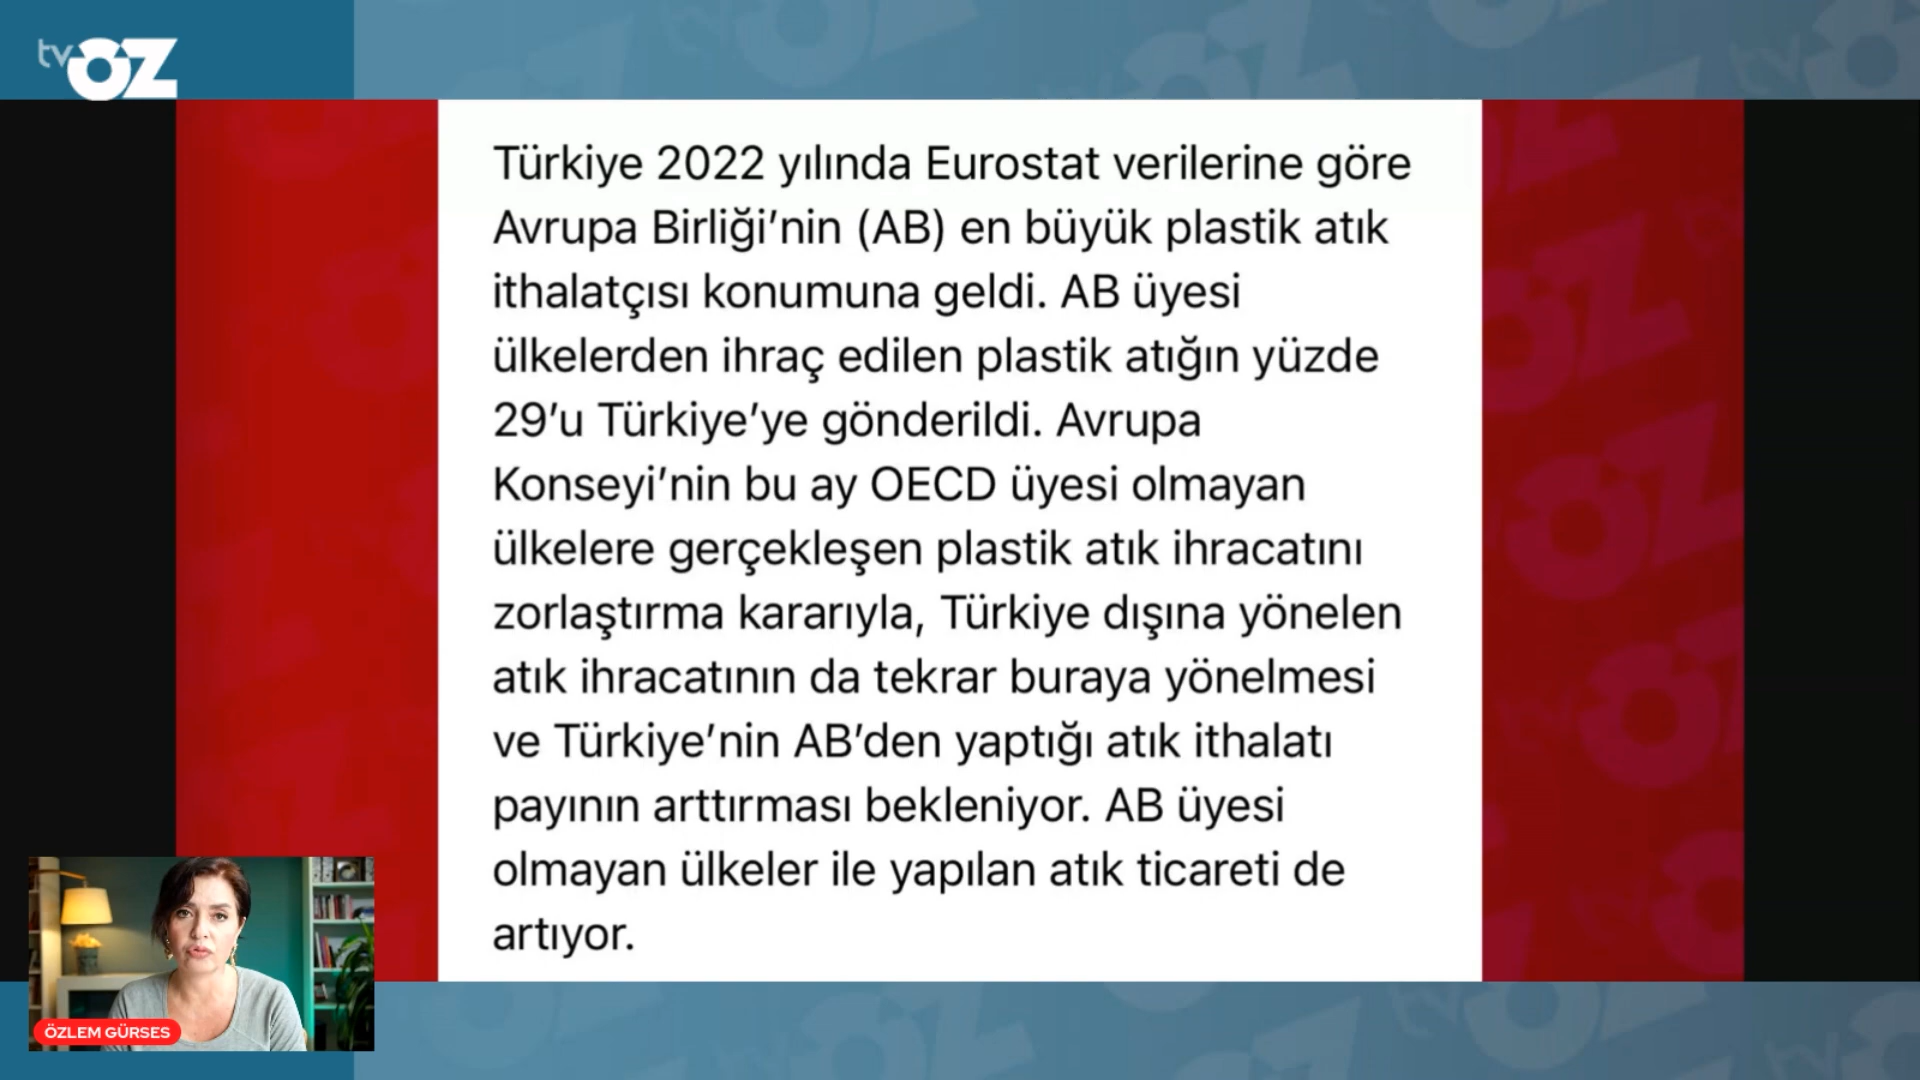 tv ÖZ
Türkiye 2022 yılında Eurostat verilerine göre
Avrupa Birliği’nin (AB) en büyük plastik atık
ithalatçısı konumuna geldi. AB üyesi
ülkelerden ihraç edilen plastik atığın yüzde
29’u Türkiye’ye gönderildi. Avrupa
Konseyi’nin bu ay OECD üyesi olmayan
ülkelere gerçekleşen plastik atık ihracatını
zorlaştırma kararıyla, Türkiye dışına yönelen
atık ihracatının da tekrar buraya yönelmesi
ve Türkiye’nin AB’den yaptığı atık ithalatı
payının arttırması bekleniyor. AB üyesi
olmayan ülkeler ile yapılan atık ticareti de
artıyor.
ÖZLEM GÜRSES